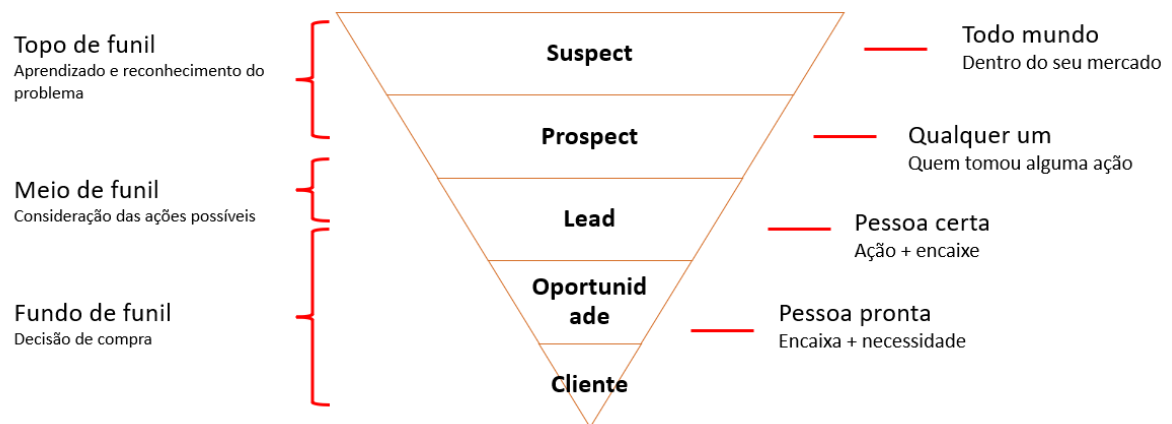 Topo de funil
Aprendizado e reconhecimento do
problema
Meio de funil
Consideração das ações possíveis
Fundo de funil
Decisão de compra
Suspect
Prospect
Lead
Oportunid
ade
Cliente
Todo mundo
Dentro do seu mercado
Qualquer um
Quem tomou alguma ação
Pessoa certa
Ação + encaixe
Pessoa pronta
Encaixa + necessidade